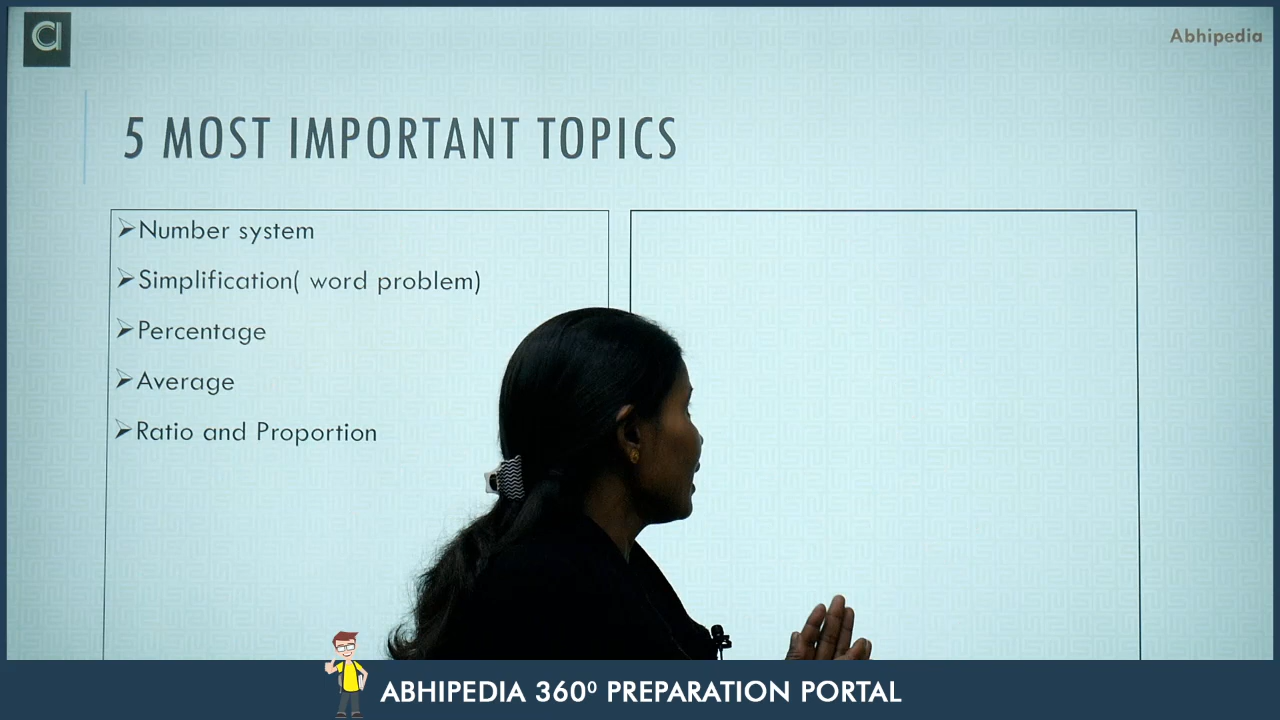 Abhipedia
5 MOST IMPORTANT TOPICS
➢Number system
➢Simplification( word problem)
➢Percentage
➢Average
➢Ratio and Proportion
ABHIPEDIA 360⁰ PREPARATION PORTAL